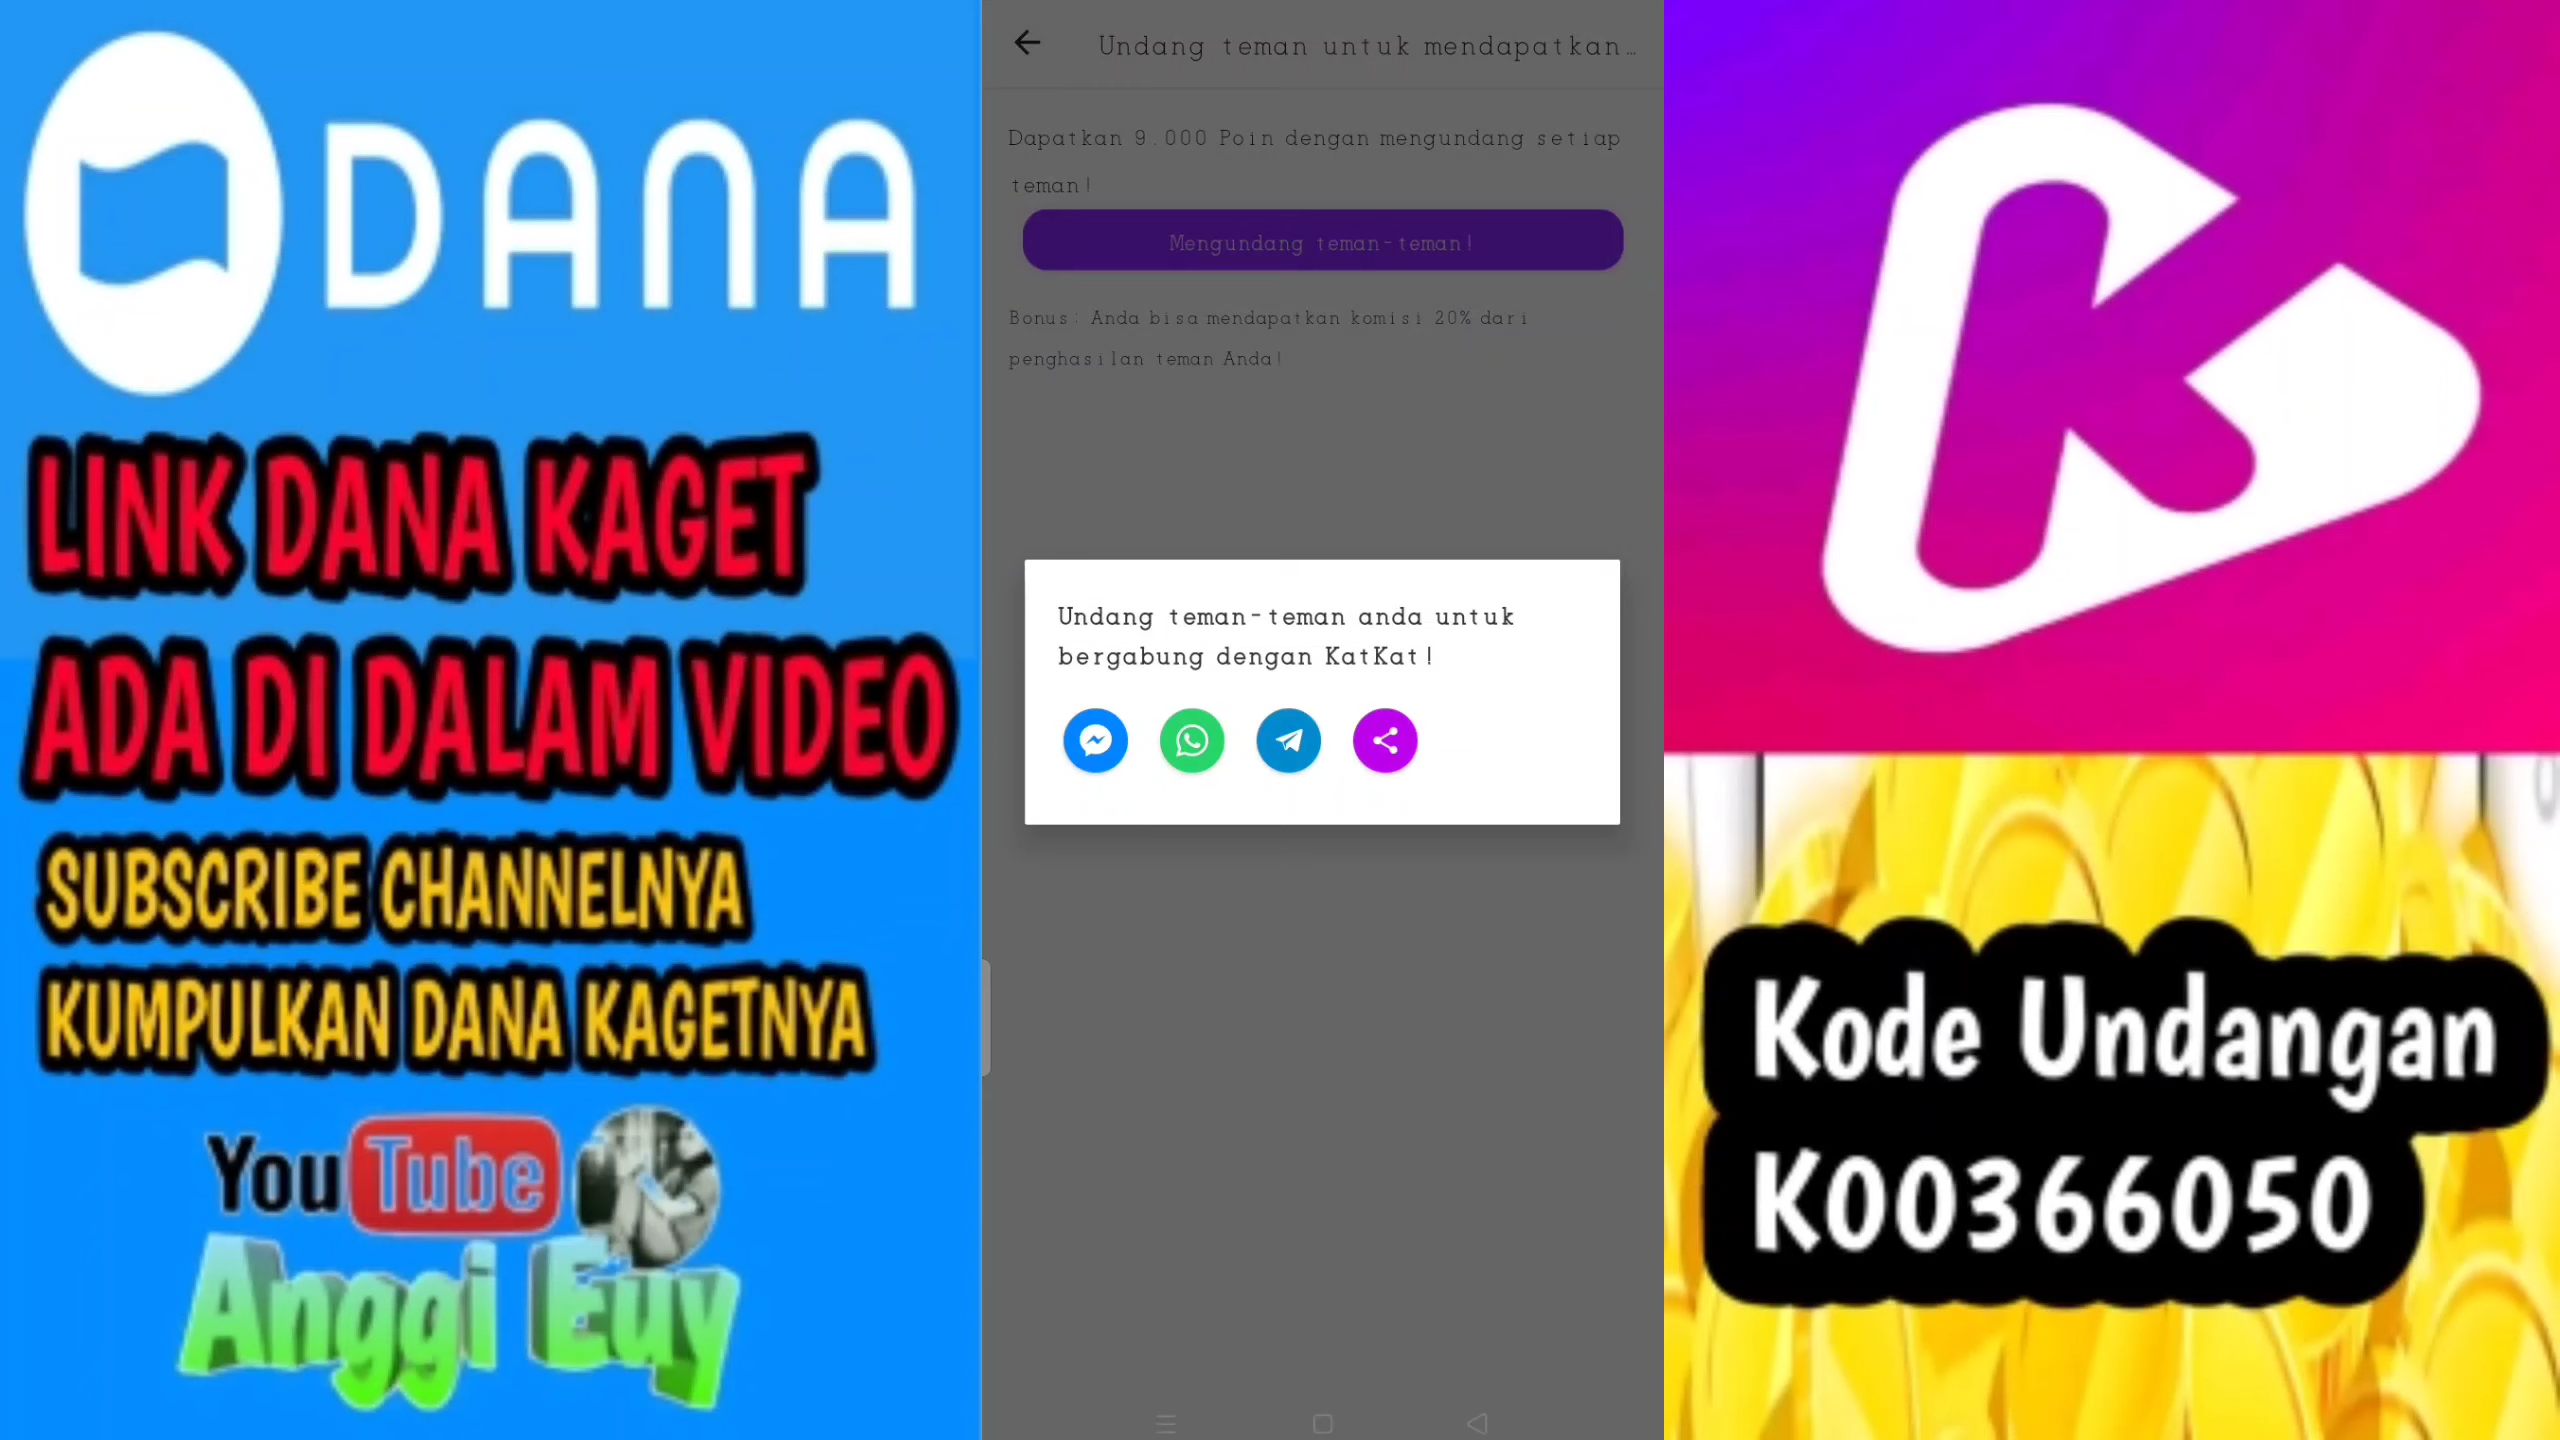 DANA
LINK DANA KAGET
ADA DI DALAM VIDEO
SUBSCRIBE CHANNELNYA
KUMPULKAN DANA KAGETNYA
YouTube
Anggi Euy
Undang teman untuk mendapatkan...
Dapatkan 9.000 Poin dengan mengundang setiap
teman!
Mengundang teman-teman!
Bonus: Anda bisa mendapatkan komisi 20% dari
penghasilan teman Anda!
Undang teman-teman anda untuk
bergabung dengan KatKat!
K
Kode Undangan
K00366050